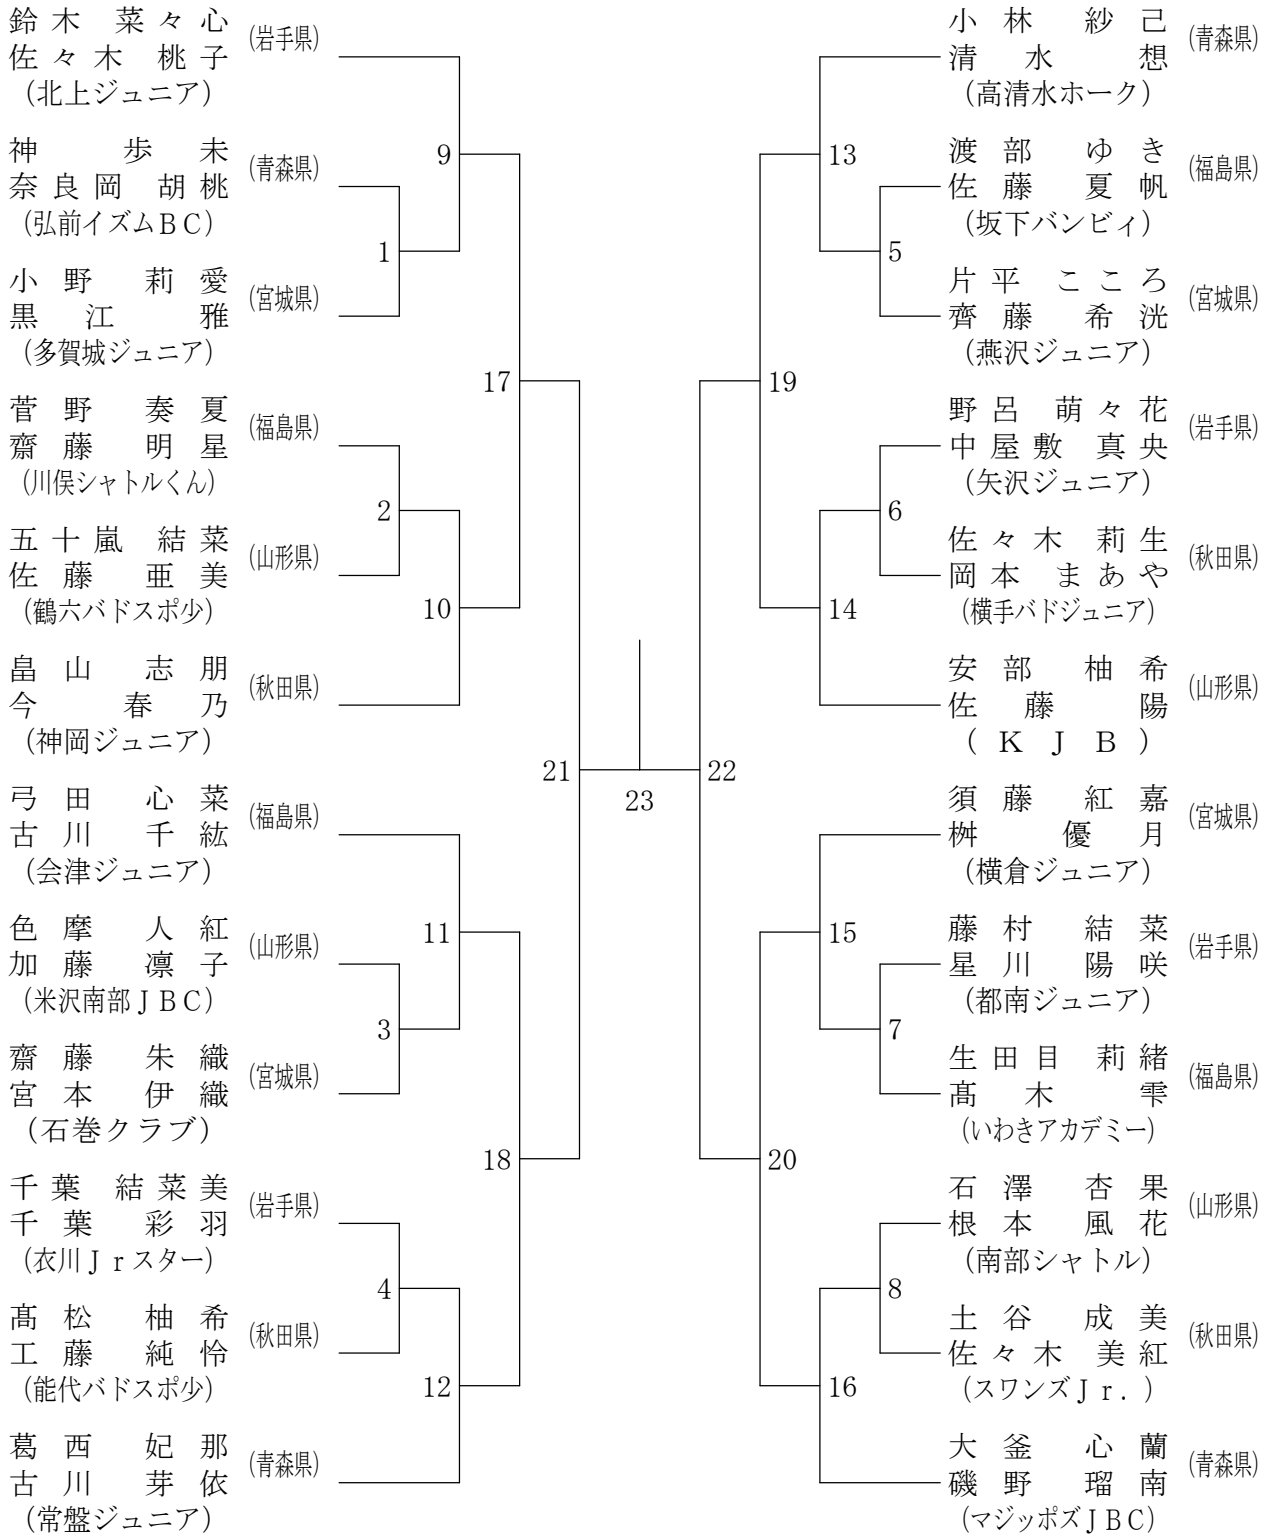 鈴木 菜々心
佐々木 桃子
(岩手県)
(北上ジュニア)
神 歩未
奈良岡 胡桃
(青森県)
(弘前イズムＢＣ)
小野 莉愛
黒江 雅
(宮城県)
(多賀城ジュニア)
菅野 奏夏
齋藤 明星
(福島県)
(川俣シャトルくん)
五十嵐 結菜
佐藤 亜美
(山形県)
(鶴六バドスポ少)
畠山 志朋
今 春乃
(秋田県)
(神岡ジュニア)
弓田 心菜
古川 千紘
(福島県)
(会津ジュニア)
色摩 人紅
加藤 凛子
(山形県)
(米沢南部ＪＢＣ)
齋藤 朱織
宮本 伊織
(宮城県)
(石巻クラブ)
千葉 結菜美
千葉 彩羽
(岩手県)
(衣川Ｊｒスター)
髙松 柚希
工藤 純怜
(秋田県)
(能代バドスポ少)
葛西 妃那
古川 芽依
(青森県)
(常盤ジュニア)
1
2
3
4
9
10
11
12
17
18
21
23
22
19
20
13
14
15
16
5
6
7
8
小林 紗己
清水 想
(青森県)
(高清水ホーク)
渡部 ゆき
佐藤 夏帆
(福島県)
(坂下バンビィ)
片平 こころ
齊藤 希洸
(宮城県)
(燕沢ジュニア)
野呂 萌々花
中屋敷 真央
(岩手県)
(矢沢ジュニア)
佐々木 莉生
岡本 まあや
(秋田県)
(横手バドジュニア)
安部 柚希
佐藤 陽
(山形県)
(ＫＪＢ)
須藤 紅嘉
桝 優月
(宮城県)
(横倉ジュニア)
藤村 結菜
星川 陽咲
(岩手県)
(都南ジュニア)
生田目 莉緒
髙木 雫
(福島県)
(いわきアカデミー)
石澤 杏果
根本 風花
(山形県)
(南部シャトル)
土谷 成美
佐々木 美紅
(秋田県)
(スワンズＪｒ．)
大釜 心蘭
磯野 瑠南
(青森県)
(マジッポズＪＢＣ)